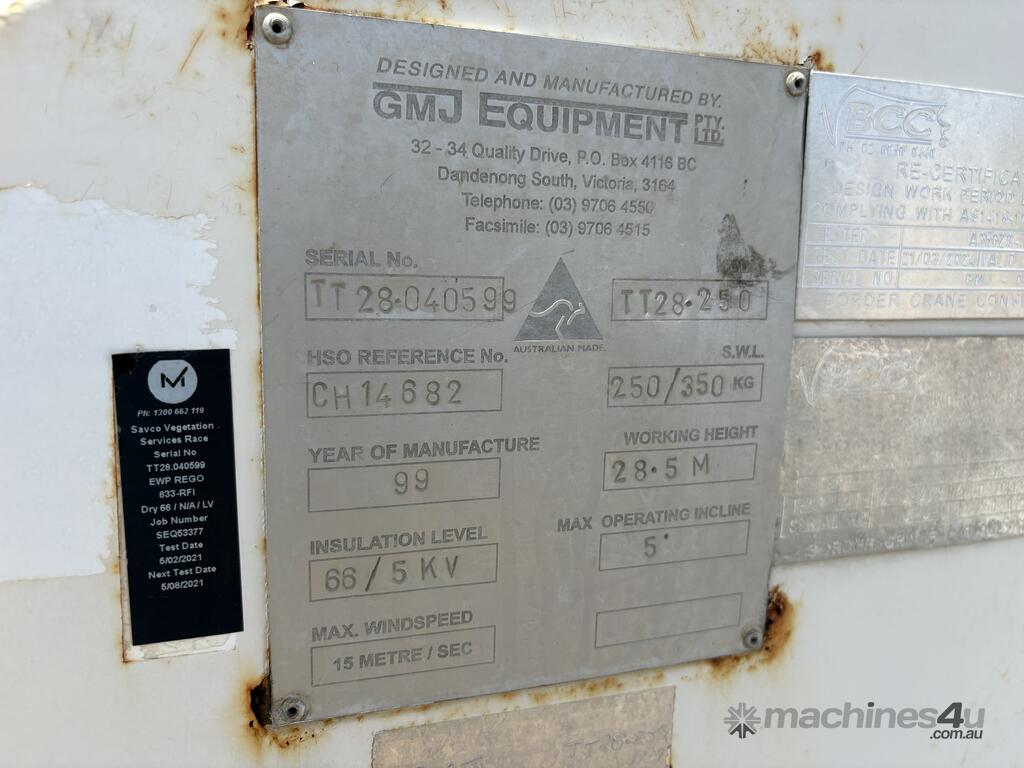 DESIGNED AND MANUFACTURED BY.
GMJ EQUIPMENT PTY. LTD.
32 - 34 Quality Drive, P.O. Box 4116 BC
Dandenong South, Victoria, 3164
Telephone: (03) 9706 4550
Facsimile: (03) 9706 4515
SERIAL No.
TT 28.040599
TT28.250
AUSTRALIAN MADE
HSO REFERENCE No.
CH14682
S.W.L.
250/350 KG
YEAR OF MANUFACTURE
99
WORKING HEIGHT
28.5 M
INSULATION LEVEL
66/5 KV
MAX OPERATING INCLINE
5°
MAX. WINDSPEED
15 METRE / SEC
M
Ph: 1300 662 119
Savco Vegetation
Services Race
Serial No
TT28.040599
EWP REGO
833-RFI
Dry 66 / N/A / LV
Job Number
SEQ53377
Test Date
5/02/2021
Next Test Date
5/08/2021
BCC
RE-CERTIFICA
DESIGN WORK PERIOD
COMPLYING WITH
SERIAL NO
BORDER CRANE CONS
machines4u
.com.au